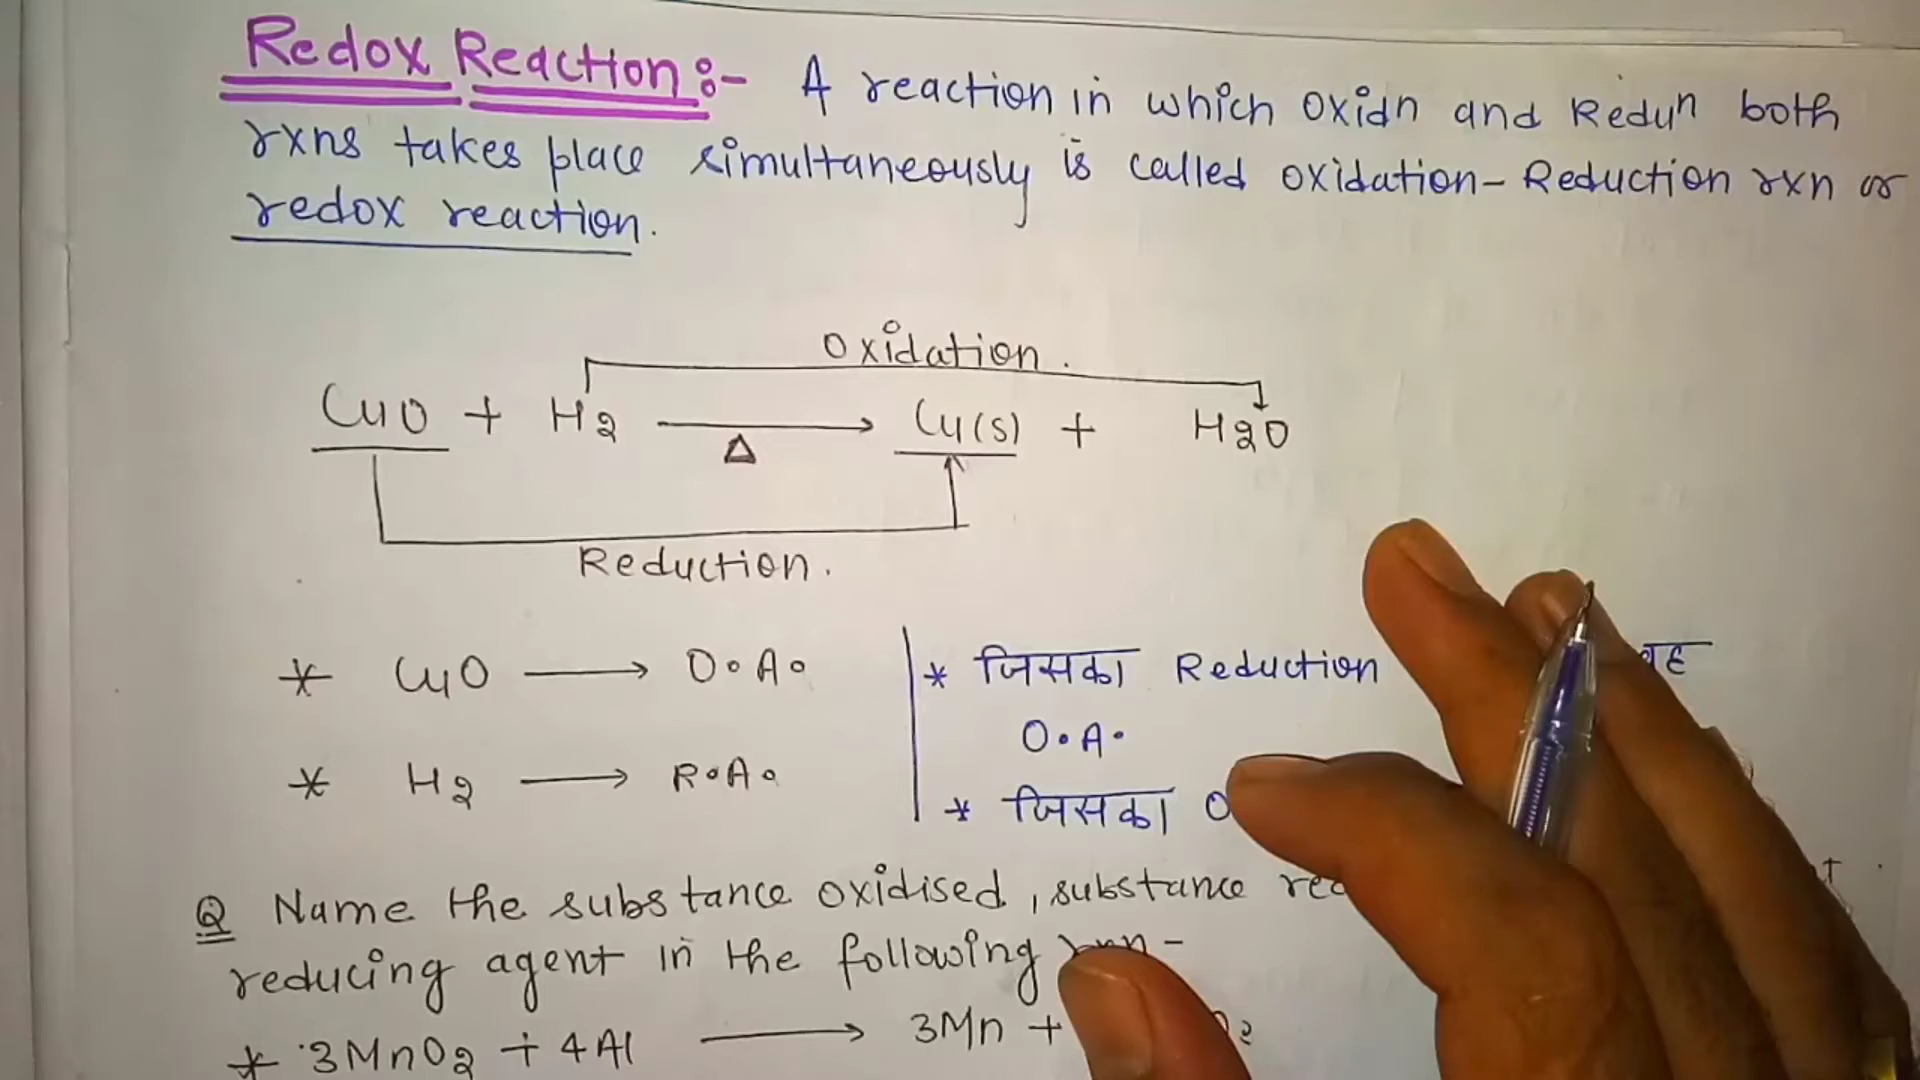 Redox Reaction:- A reaction in which oxidn and Redun both
rxns takes place simultaneously is called oxidation-Reduction rxn or
redox reaction.
Oxidation.
CuO + H2 ⟶ Cu(s) + H2O
Δ
Reduction.
* CuO ⟶ O.A.
* H2 ⟶ R.A.
* जिसका Reduction वह
O.A.
* जिसका
Q Name the substance oxidised, substance
reducing agent in the following rxn-
* 3MnO2 + 4Al ⟶ 3Mn +